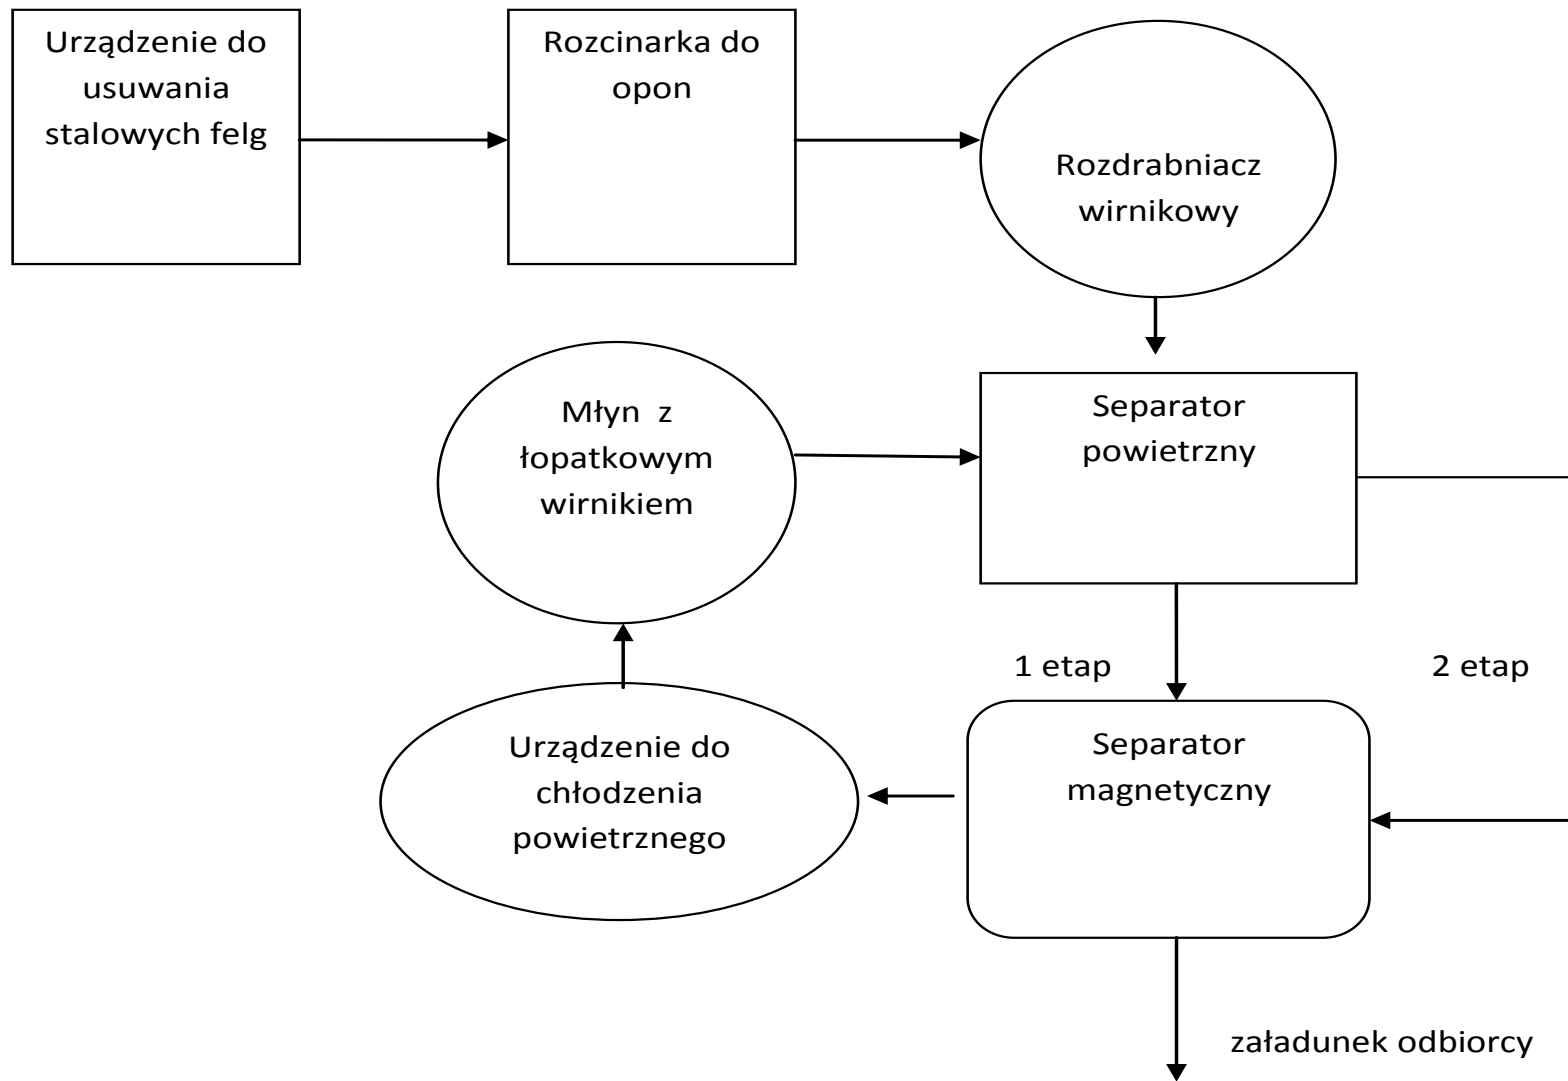 Urządzenie do
usuwania
stalowych felg
Rozcinarka do
opon
Rozdrabniacz
wirnikowy
Młyn z
łopatkowym
wirnikiem
Separator
powietrzny
1 etap
2 etap
Urządzenie do
chłodzenia
powietrznego
Separator
magnetyczny
załadunek odbiorcy